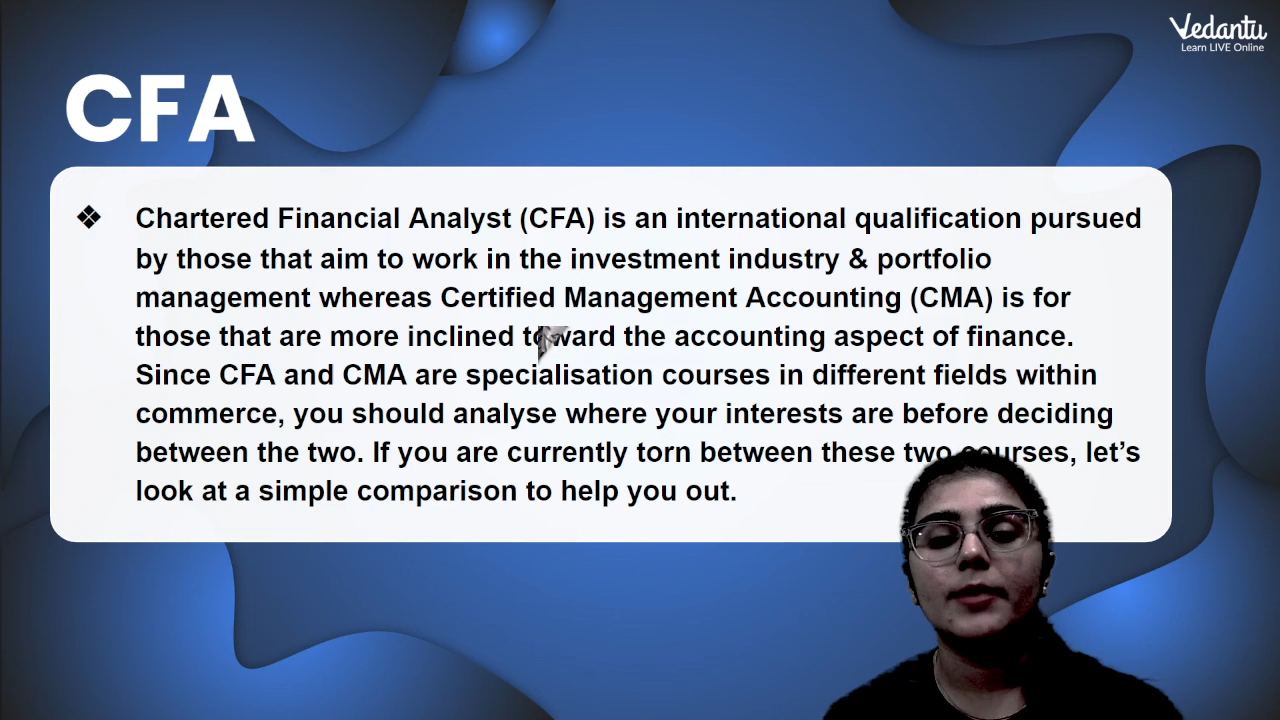 Vedantu
Learn LIVE Online
CFA
❖ Chartered Financial Analyst (CFA) is an international qualification pursued
by those that aim to work in the investment industry & portfolio
management whereas Certified Management Accounting (CMA) is for
those that are more inclined toward the accounting aspect of finance.
Since CFA and CMA are specialisation courses in different fields within
commerce, you should analyse where your interests are before deciding
between the two. If you are currently torn between these two courses, let’s
look at a simple comparison to help you out.